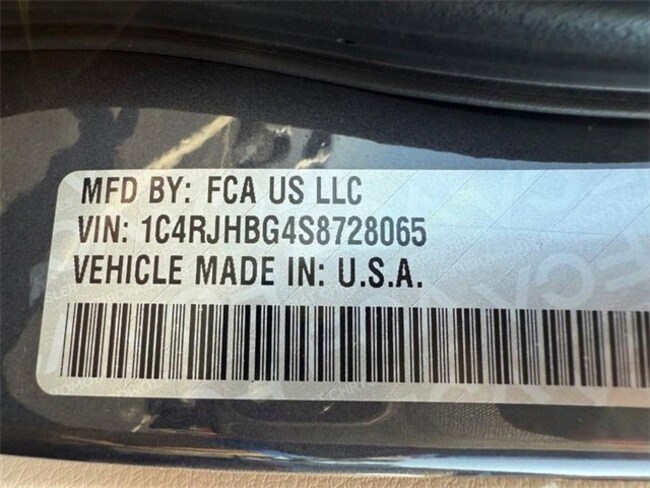 MFD BY: FCA US LLC
VIN: 1C4RJHBG4S8728065
VEHICLE MADE IN: U.S.A.